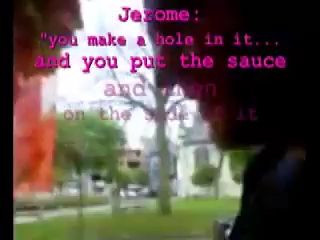 Jerome:
"you make a hole in it...
and you put the sauce
and then
on the side of it